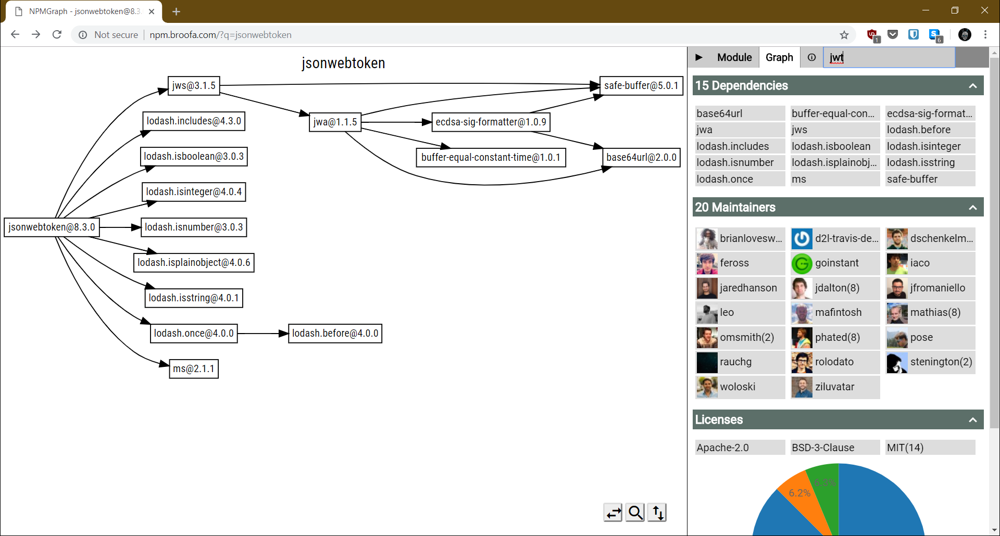 NPMGraph - jsonwebtoken@8.3.
Not secure
npm.broofa.com/?q=jsonwebtoken
1
6
jsonwebtoken
jws@3.1.5
safe-buffer@5.0.1
lodash.includes@4.3.0
jwa@1.1.5
ecdsa-sig-formatter@1.0.9
lodash.isboolean@3.0.3
buffer-equal-constant-time@1.0.1
base64url@2.0.0
lodash.isinteger@4.0.4
jsonwebtoken@8.3.0
lodash.isnumber@3.0.3
lodash.isplainobject@4.0.6
lodash.isstring@4.0.1
lodash.once@4.0.0
lodash.before@4.0.0
ms@2.1.1
Module
Graph
jwt
15 Dependencies
base64url
buffer-equal-con...
ecdsa-sig-format...
jwa
jws
lodash.before
lodash.includes
lodash.isboolean
lodash.isinteger
lodash.isnumber
lodash.isplainobj...
lodash.isstring
lodash.once
ms
safe-buffer
20 Maintainers
brianlovesw...
d2l-travis-de...
dschenkelm...
feross
goinstant
iaco
jaredhanson
jdalton(8)
jfromaniello
leo
mafintosh
mathias(8)
omsmith(2)
phated(8)
pose
rauchg
rolodato
stenington(2)
woloski
ziluvatar
Licenses
Apache-2.0
BSD-3-Clause
MIT(14)
6.3%
6.2%